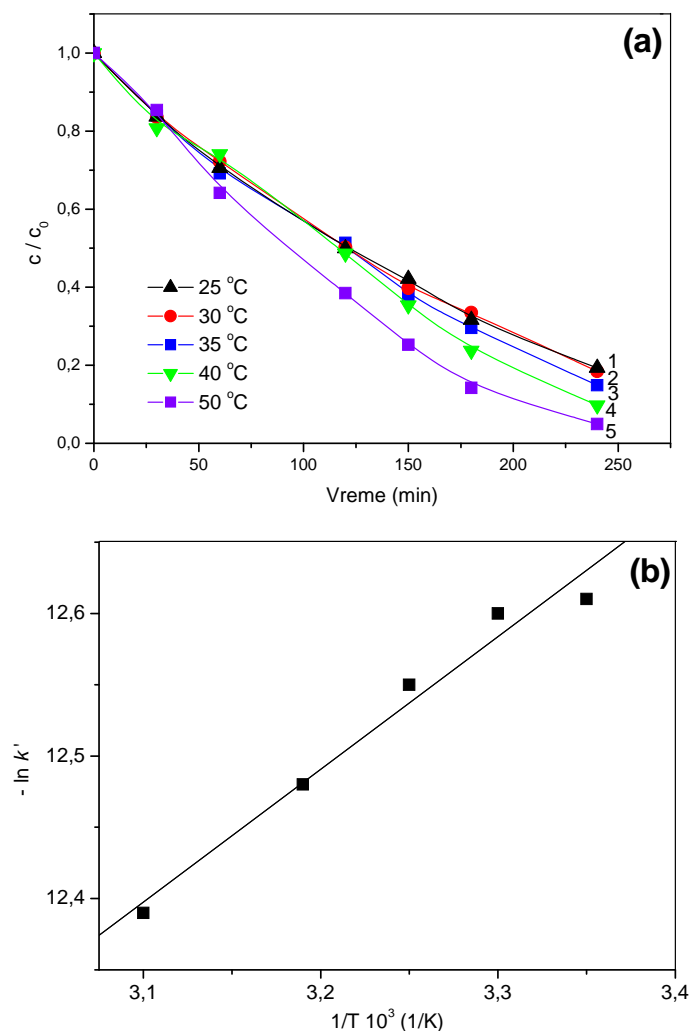 (a)
1,0
0,8
0,6
0,4
0,2
0,0
c / c0
25 °C
30 °C
35 °C
40 °C
50 °C
1
2
3
4
5
0 50 100 150 200 250
Vreme (min)
(b)
12,6
12,5
12,4
- ln k'
3,1 3,2 3,3 3,4
1/T 10³ (1/K)